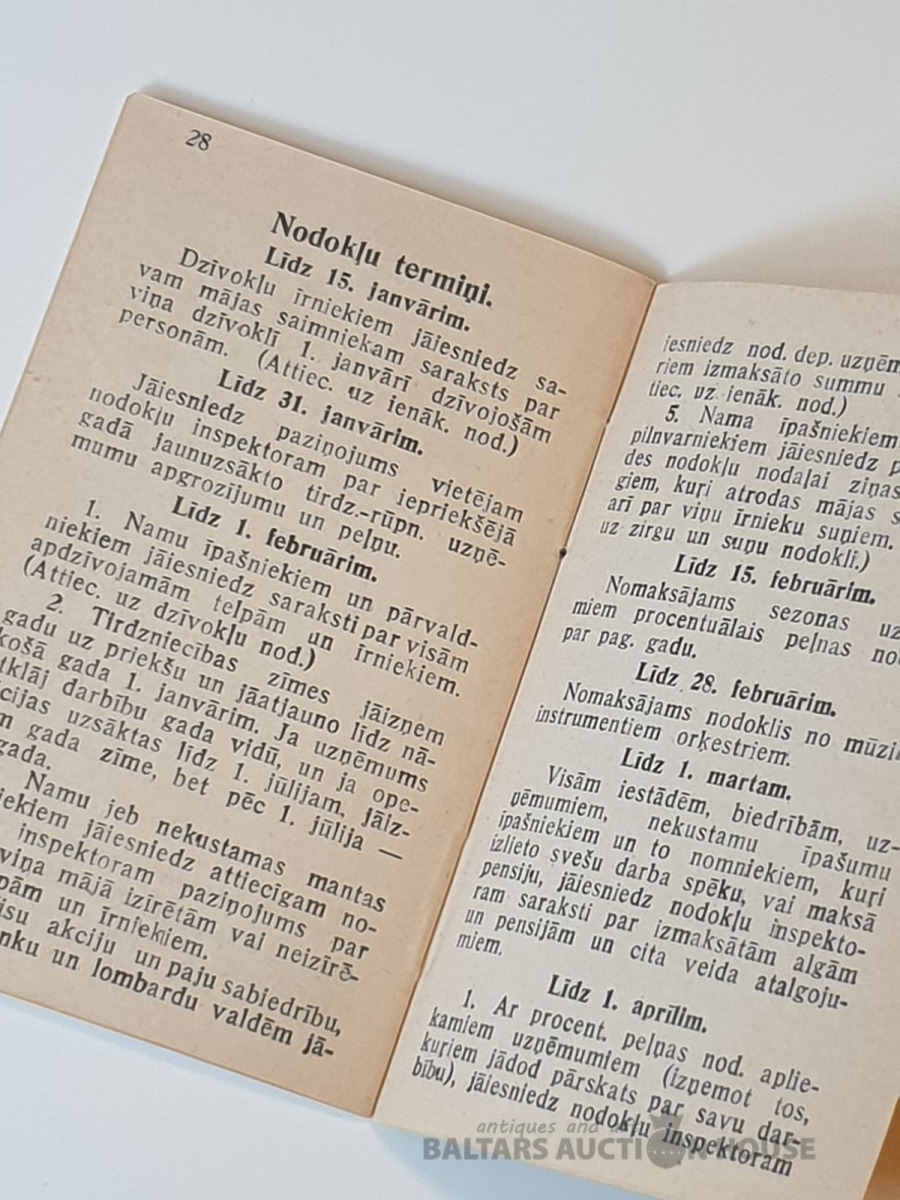 28
Nodokļu termiņi.
Līdz 15. janvārim.
Dzīvokļu īrniekiem jāiesniedz sa-
vam mājas saimniekam saraksts par
viņa dzīvoklī 1. janvārī dzīvojošām
personām. (Attiec. uz ienāk. nod.)
Līdz 31. janvārim.
Jāiesniedz paziņojums vietējam
nodokļu inspektoram par iepriekšējā
gadā jaunuzsākto tirdz.-rūpn. uzņē-
mumu apgrozījumu un peļņu.
Līdz 1. februārim.
1. Namu īpašniekiem un pārvald-
niekiem jāiesniedz saraksti par visām
apdzīvojamām telpām un īrniekiem.
(Attiec. uz dzīvokļu nod.)
2. Tirdzniecības zīmes jāizņem
gadu uz priekšu un jāatjauno līdz nā-
košā gada 1. janvārim. Ja uzņēmums
tklāj darbību gada vidū, un ja ope-
cijas uzsāktas līdz 1. jūlijam, jāiz-
m gada zīme, bet pēc 1. jūlija —
gada.
Namu jeb nekustamas mantas
iekiem jāiesniedz attiecīgam no-
inspektoram paziņojums par
viņa mājā izīrētām vai neizīrē-
pām un īrniekiem.
isu akciju un paju sabiedrību,
nku un lombardu valdēm jā-
iesniedz nod. dep. uzņēm
riem izmaksāto summu
tiec. uz ienāk. nod.)
5. Nama īpašniekiem
pilnvarniekiem jāiesniedz p
des nodokļu nodaļai ziņas
giem, kuŗi atrodas mājas s
arī par viņu īrnieku suņiem.
uz zirgu un suņu nodokli.)
Līdz 15. februārim.
Nomaksājams sezonas uz
miem procentuālais peļņas no
par pag. gadu.
Līdz 28. februārim.
Nomaksājams nodoklis no mūzi
instrumentiem orķestriem.
Līdz 1. martam.
Visām iestādēm, biedrībām, uz-
ņēmumiem, nekustamu īpašumu
īpašniekiem un to nomniekiem, kuŗi
izlieto svešu darba spēku, vai maksā
pensiju, jāiesniedz nodokļu inspekto-
ram saraksti par izmaksātām algām
un pensijām un cita veida atalgoju-
miem.
Līdz 1. aprīlim.
1. Ar procent. peļņas nod. aplie-
kamiem uzņēmumiem (izņemot tos,
kuŗiem jādod pārskats par savu dar-
bību), jāiesniedz nodokļu inspektoram
antiques and
BALTARS AUCTION HOUSE